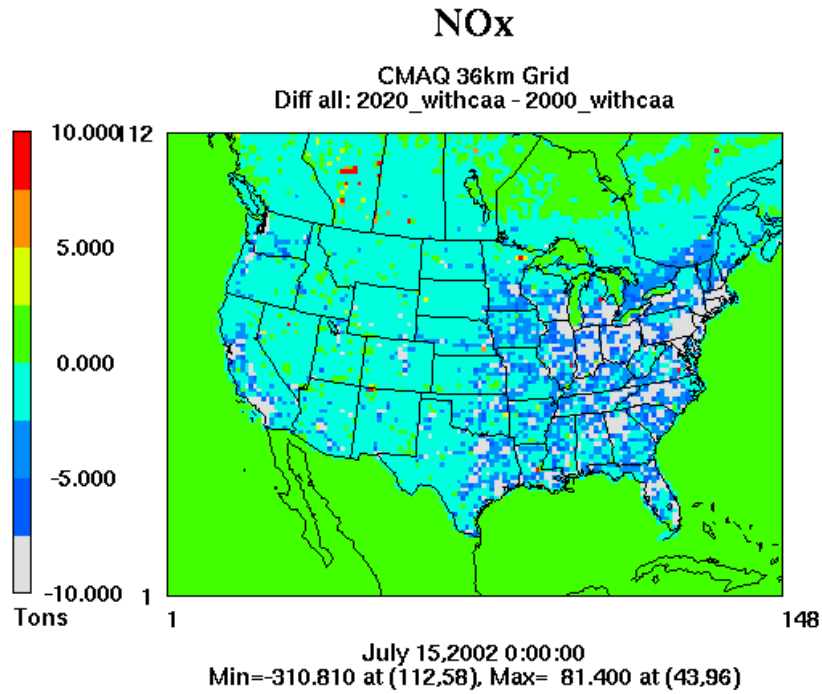 NOx
CMAQ 36km Grid
Diff all: 2020_withcaa - 2000_withcaa
10.000
5.000
0.000
-5.000
-10.000
Tons
112
1
1
148
July 15,2002 0:00:00
Min=-310.810 at (112,58), Max= 81.400 at (43,96)